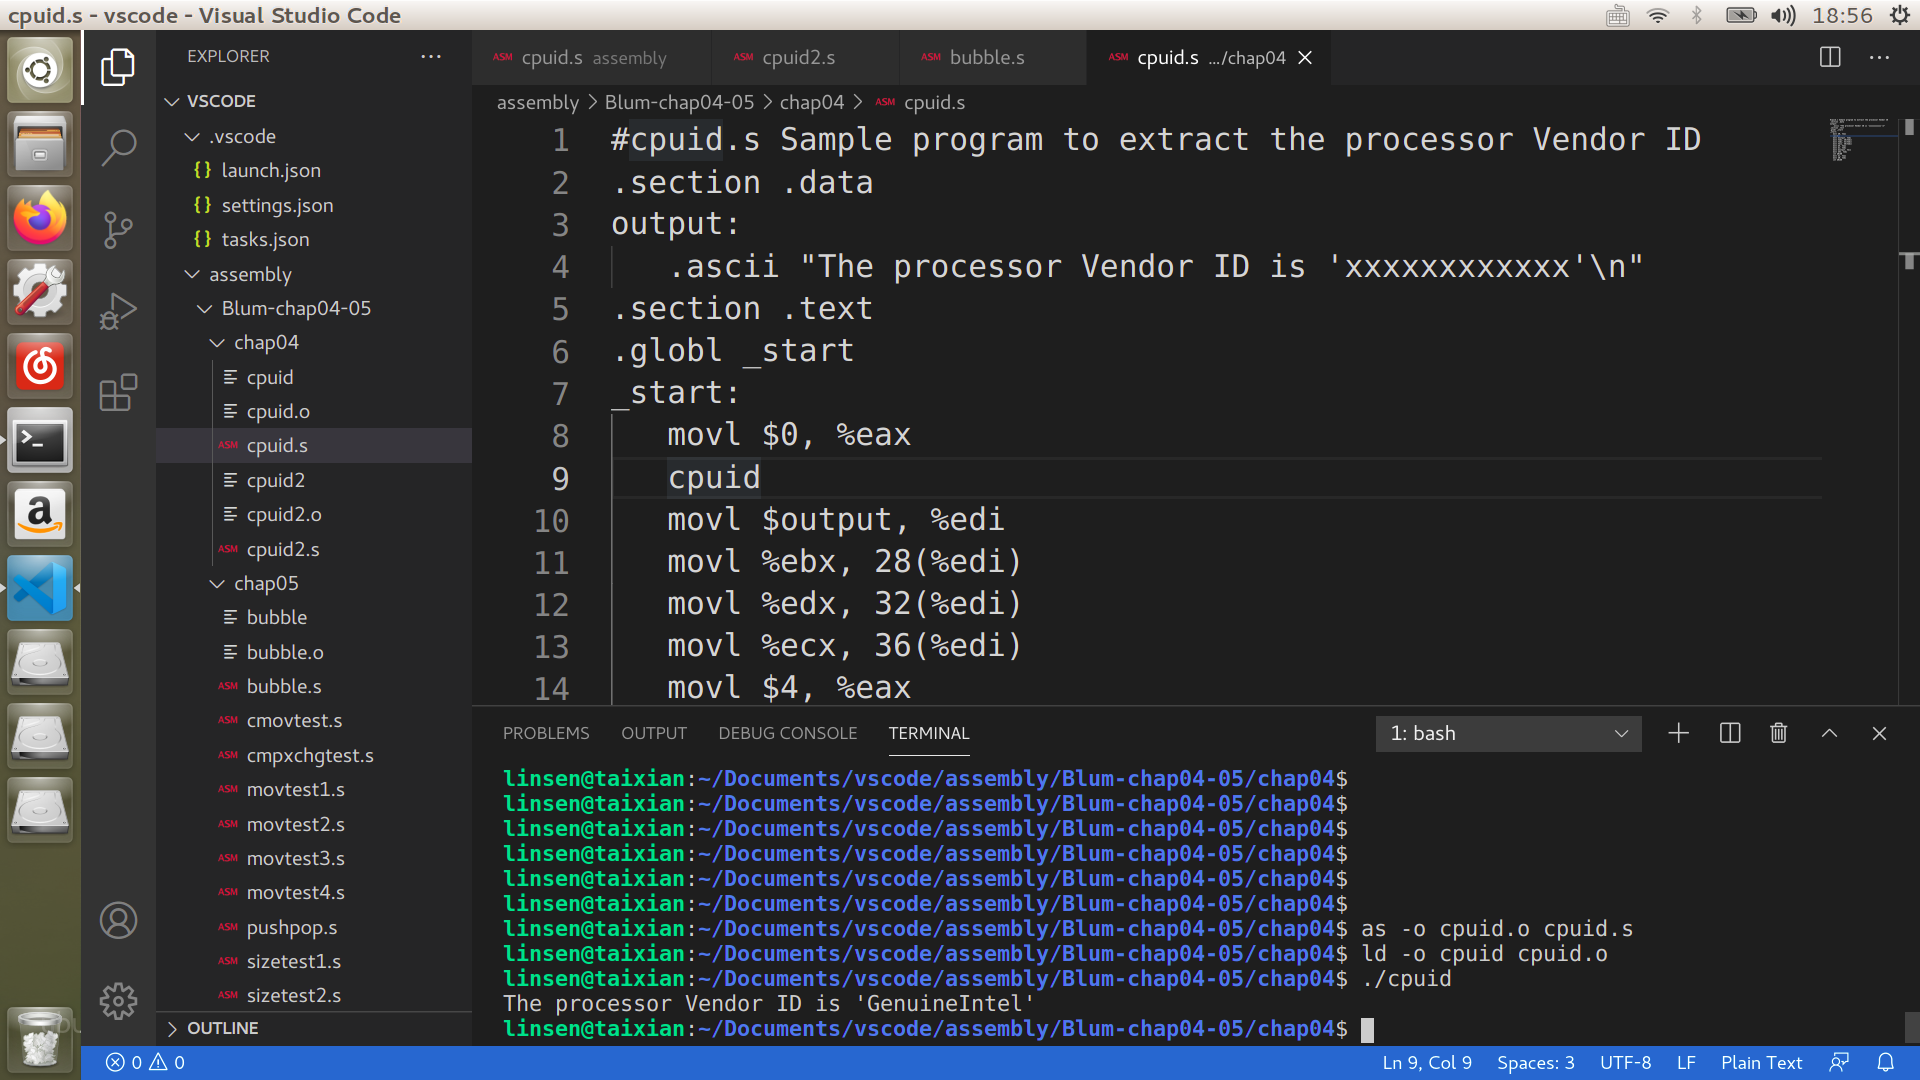 cpuid.s - vscode - Visual Studio Code
18:56
EXPLORER
VSCODE
.vscode
{} launch.json
{} settings.json
{} tasks.json
assembly
Blum-chap04-05
chap04
cpuid
cpuid.o
ASM cpuid.s
cpuid2
cpuid2.o
ASM cpuid2.s
chap05
bubble
bubble.o
ASM bubble.s
ASM cmovtest.s
ASM cmpxchgtest.s
ASM movtest1.s
ASM movtest2.s
ASM movtest3.s
ASM movtest4.s
ASM pushpop.s
ASM sizetest1.s
ASM sizetest2.s
OUTLINE
ASM cpuid.s assembly
ASM cpuid2.s
ASM bubble.s
ASM cpuid.s .../chap04
assembly > Blum-chap04-05 > chap04 > ASM cpuid.s
1 #cpuid.s Sample program to extract the processor Vendor ID
2 .section .data
3 output:
4 .ascii "The processor Vendor ID is 'xxxxxxxxxxxx'\n"
5 .section .text
6 .globl _start
7 _start:
8 movl $0, %eax
9 cpuid
10 movl $output, %edi
11 movl %ebx, 28(%edi)
12 movl %edx, 32(%edi)
13 movl %ecx, 36(%edi)
14 movl $4, %eax
PROBLEMS OUTPUT DEBUG CONSOLE TERMINAL
1: bash
linsen@taixian:~/Documents/vscode/assembly/Blum-chap04-05/chap04$
linsen@taixian:~/Documents/vscode/assembly/Blum-chap04-05/chap04$
linsen@taixian:~/Documents/vscode/assembly/Blum-chap04-05/chap04$
linsen@taixian:~/Documents/vscode/assembly/Blum-chap04-05/chap04$
linsen@taixian:~/Documents/vscode/assembly/Blum-chap04-05/chap04$
linsen@taixian:~/Documents/vscode/assembly/Blum-chap04-05/chap04$
linsen@taixian:~/Documents/vscode/assembly/Blum-chap04-05/chap04$ as -o cpuid.o cpuid.s
linsen@taixian:~/Documents/vscode/assembly/Blum-chap04-05/chap04$ ld -o cpuid cpuid.o
linsen@taixian:~/Documents/vscode/assembly/Blum-chap04-05/chap04$ ./cpuid
The processor Vendor ID is 'GenuineIntel'
linsen@taixian:~/Documents/vscode/assembly/Blum-chap04-05/chap04$
0 0
Ln 9, Col 9 Spaces: 3 UTF-8 LF Plain Text